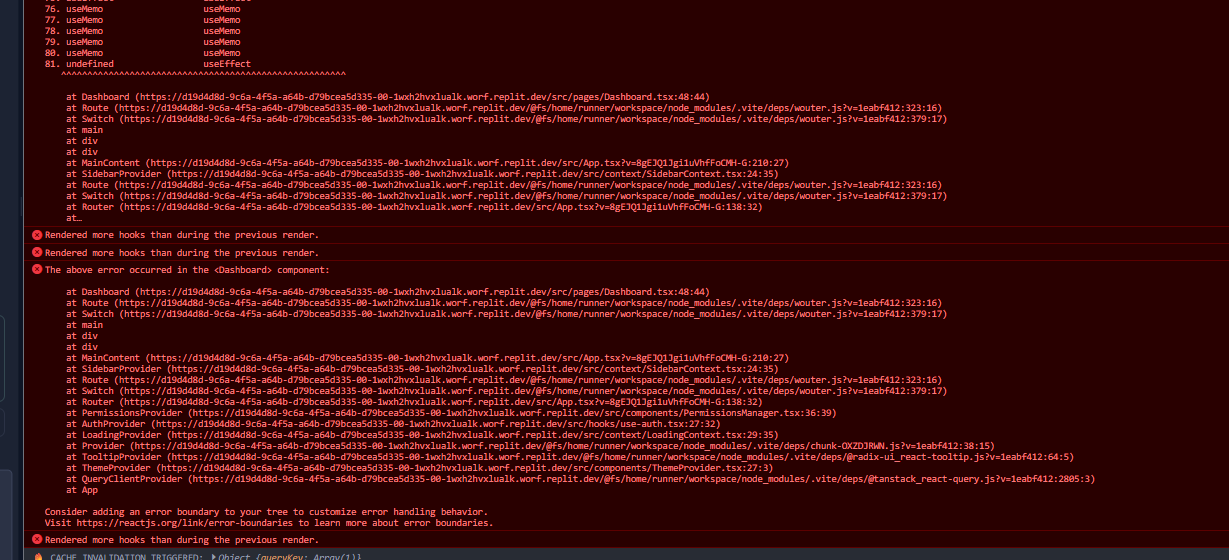 76. useMemo useMemo
77. useMemo useMemo
78. useMemo useMemo
79. useMemo useMemo
80. useMemo useMemo
81. undefined useEffect
^^^^^^^^^^^^^^^^^^^^^^^^^^^^^^^^^^^^^^^^^^^^^^^^^^^^^^
at Dashboard (https://d19d4d8d-9c6a-4f5a-a64b-d79bcea5d335-00-1wxh2hvxlualk.worf.replit.dev/src/pages/Dashboard.tsx:48:44)
at Route (https://d19d4d8d-9c6a-4f5a-a64b-d79bcea5d335-00-1wxh2hvxlualk.worf.replit.dev/@fs/home/runner/workspace/node_modules/.vite/deps/wouter.js?v=1eabf412:323:16)
at Switch (https://d19d4d8d-9c6a-4f5a-a64b-d79bcea5d335-00-1wxh2hvxlualk.worf.replit.dev/@fs/home/runner/workspace/node_modules/.vite/deps/wouter.js?v=1eabf412:379:17)
at main
at div
at div
at MainContent (https://d19d4d8d-9c6a-4f5a-a64b-d79bcea5d335-00-1wxh2hvxlualk.worf.replit.dev/src/App.tsx?v=8gEJQ1Jgi1uVhfFoCMH-G:210:27)
at SidebarProvider (https://d19d4d8d-9c6a-4f5a-a64b-d79bcea5d335-00-1wxh2hvxlualk.worf.replit.dev/src/context/SidebarContext.tsx:24:35)
at Route (https://d19d4d8d-9c6a-4f5a-a64b-d79bcea5d335-00-1wxh2hvxlualk.worf.replit.dev/@fs/home/runner/workspace/node_modules/.vite/deps/wouter.js?v=1eabf412:323:16)
at Switch (https://d19d4d8d-9c6a-4f5a-a64b-d79bcea5d335-00-1wxh2hvxlualk.worf.replit.dev/@fs/home/runner/workspace/node_modules/.vite/deps/wouter.js?v=1eabf412:379:17)
at Router (https://d19d4d8d-9c6a-4f5a-a64b-d79bcea5d335-00-1wxh2hvxlualk.worf.replit.dev/src/App.tsx?v=8gEJQ1Jgi1uVhfFoCMH-G:138:32)
at…
Rendered more hooks than during the previous render.
Rendered more hooks than during the previous render.
The above error occurred in the <Dashboard> component:
at Dashboard (https://d19d4d8d-9c6a-4f5a-a64b-d79bcea5d335-00-1wxh2hvxlualk.worf.replit.dev/src/pages/Dashboard.tsx:48:44)
at Route (https://d19d4d8d-9c6a-4f5a-a64b-d79bcea5d335-00-1wxh2hvxlualk.worf.replit.dev/@fs/home/runner/workspace/node_modules/.vite/deps/wouter.js?v=1eabf412:323:16)
at Switch (https://d19d4d8d-9c6a-4f5a-a64b-d79bcea5d335-00-1wxh2hvxlualk.worf.replit.dev/@fs/home/runner/workspace/node_modules/.vite/deps/wouter.js?v=1eabf412:379:17)
at main
at div
at div
at MainContent (https://d19d4d8d-9c6a-4f5a-a64b-d79bcea5d335-00-1wxh2hvxlualk.worf.replit.dev/src/App.tsx?v=8gEJQ1Jgi1uVhfFoCMH-G:210:27)
at SidebarProvider (https://d19d4d8d-9c6a-4f5a-a64b-d79bcea5d335-00-1wxh2hvxlualk.worf.replit.dev/src/context/SidebarContext.tsx:24:35)
at Route (https://d19d4d8d-9c6a-4f5a-a64b-d79bcea5d335-00-1wxh2hvxlualk.worf.replit.dev/@fs/home/runner/workspace/node_modules/.vite/deps/wouter.js?v=1eabf412:323:16)
at Switch (https://d19d4d8d-9c6a-4f5a-a64b-d79bcea5d335-00-1wxh2hvxlualk.worf.replit.dev/@fs/home/runner/workspace/node_modules/.vite/deps/wouter.js?v=1eabf412:379:17)
at Router (https://d19d4d8d-9c6a-4f5a-a64b-d79bcea5d335-00-1wxh2hvxlualk.worf.replit.dev/src/App.tsx?v=8gEJQ1Jgi1uVhfFoCMH-G:138:32)
at PermissionsProvider (https://d19d4d8d-9c6a-4f5a-a64b-d79bcea5d335-00-1wxh2hvxlualk.worf.replit.dev/src/components/PermissionsManager.tsx:36:39)
at AuthProvider (https://d19d4d8d-9c6a-4f5a-a64b-d79bcea5d335-00-1wxh2hvxlualk.worf.replit.dev/src/hooks/use-auth.tsx:27:32)
at LoadingProvider (https://d19d4d8d-9c6a-4f5a-a64b-d79bcea5d335-00-1wxh2hvxlualk.worf.replit.dev/src/context/LoadingContext.tsx:29:35)
at Provider (https://d19d4d8d-9c6a-4f5a-a64b-d79bcea5d335-00-1wxh2hvxlualk.worf.replit.dev/@fs/home/runner/workspace/node_modules/.vite/deps/chunk-OXZDJRWN.js?v=1eabf412:38:15)
at TooltipProvider (https://d19d4d8d-9c6a-4f5a-a64b-d79bcea5d335-00-1wxh2hvxlualk.worf.replit.dev/@fs/home/runner/workspace/node_modules/.vite/deps/@radix-ui_react-tooltip.js?v=1eabf412:64:5)
at ThemeProvider (https://d19d4d8d-9c6a-4f5a-a64b-d79bcea5d335-00-1wxh2hvxlualk.worf.replit.dev/src/components/ThemeProvider.tsx:27:3)
at QueryClientProvider (https://d19d4d8d-9c6a-4f5a-a64b-d79bcea5d335-00-1wxh2hvxlualk.worf.replit.dev/@fs/home/runner/workspace/node_modules/.vite/deps/@tanstack_react-query.js?v=1eabf412:2805:3)
at App
Consider adding an error boundary to your tree to customize error handling behavior.
Visit https://reactjs.org/link/error-boundaries to learn more about error boundaries.
Rendered more hooks than during the previous render.
CACHE INVALIDATION TRIGGERED: Object {queryKey: Array(1)}